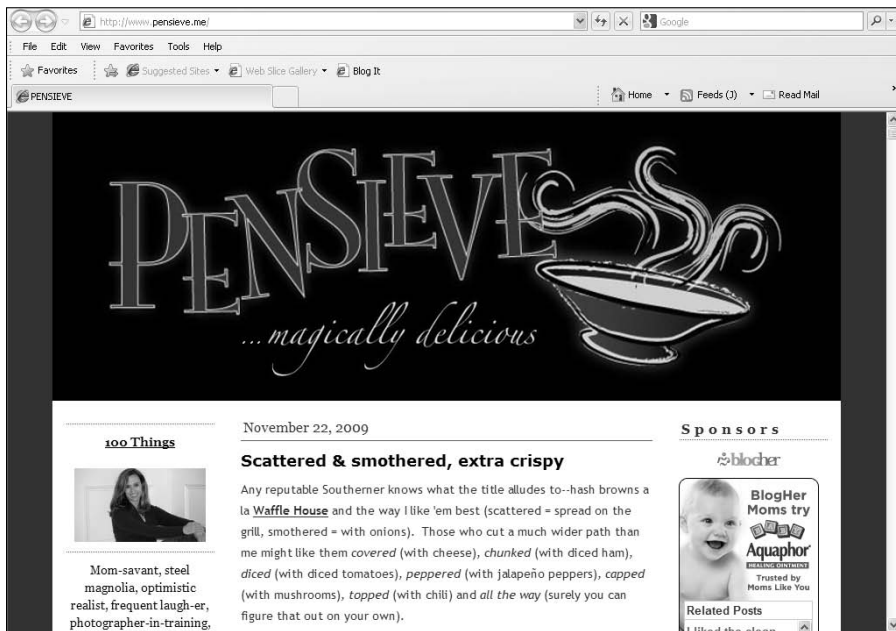 http://www.pensieve.me/
Google
File Edit View Favorites Tools Help
Favorites Suggested Sites Web Slice Gallery Blog It
PENSIEVE
Home Feeds (J) Read Mail
PENSIEVE
...magically delicious
100 Things
Mom-savant, steel
magnolia, optimistic
realist, frequent laugh-er,
photographer-in-training,
November 22, 2009
Scattered & smothered, extra crispy
Any reputable Southerner knows what the title alludes to--hash browns a
la Waffle House and the way I like 'em best (scattered = spread on the
grill, smothered = with onions). Those who cut a much wider path than
me might like them covered (with cheese), chunked (with diced ham),
diced (with diced tomatoes), peppered (with jalapeño peppers), capped
(with mushrooms), topped (with chili) and all the way (surely you can
figure that out on your own).
Sponsors
blogher
BlogHer
Moms try
Aquaphor
HEALING OINTMENT
Trusted by
Moms Like You
Related Posts
I liked the sleep